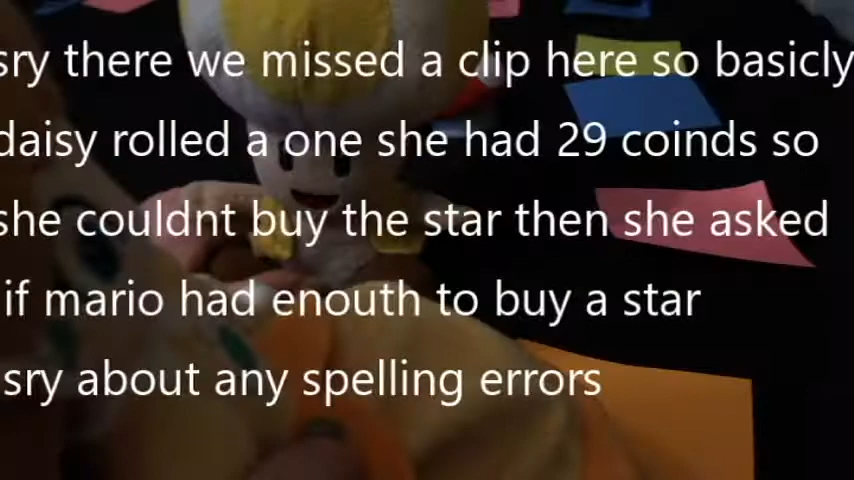 sry there we missed a clip here so basicly
daisy rolled a one she had 29 coinds so
she couldnt buy the star then she asked
if mario had enouth to buy a star
sry about any spelling errors